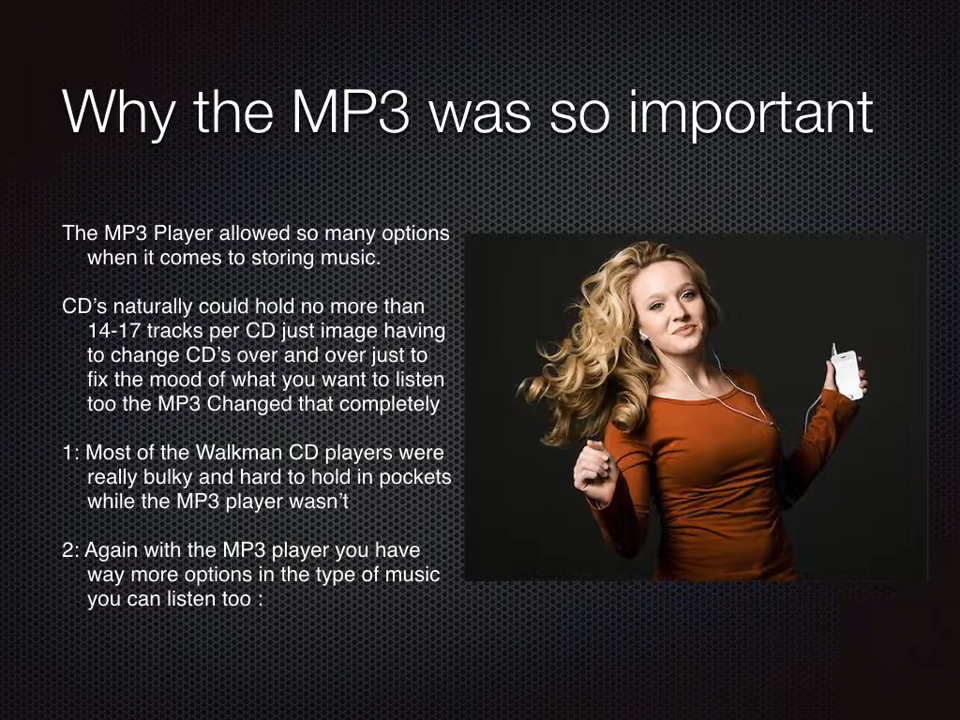 Why the MP3 was so important
The MP3 Player allowed so many options
when it comes to storing music.
CD’s naturally could hold no more than
14-17 tracks per CD just image having
to change CD’s over and over just to
fix the mood of what you want to listen
too the MP3 Changed that completely
1: Most of the Walkman CD players were
really bulky and hard to hold in pockets
while the MP3 player wasn’t
2: Again with the MP3 player you have
way more options in the type of music
you can listen too :